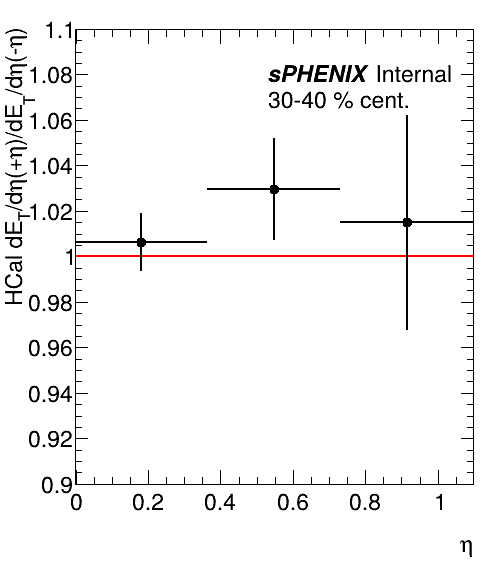 HCal dE_T/dη(+η)/dE_T/dη(-η)
sPHENIX Internal
30-40 % cent.
1.1
1.08
1.06
1.04
1.02
1
0.98
0.96
0.94
0.92
0.9
0 0.2 0.4 0.6 0.8 1
η